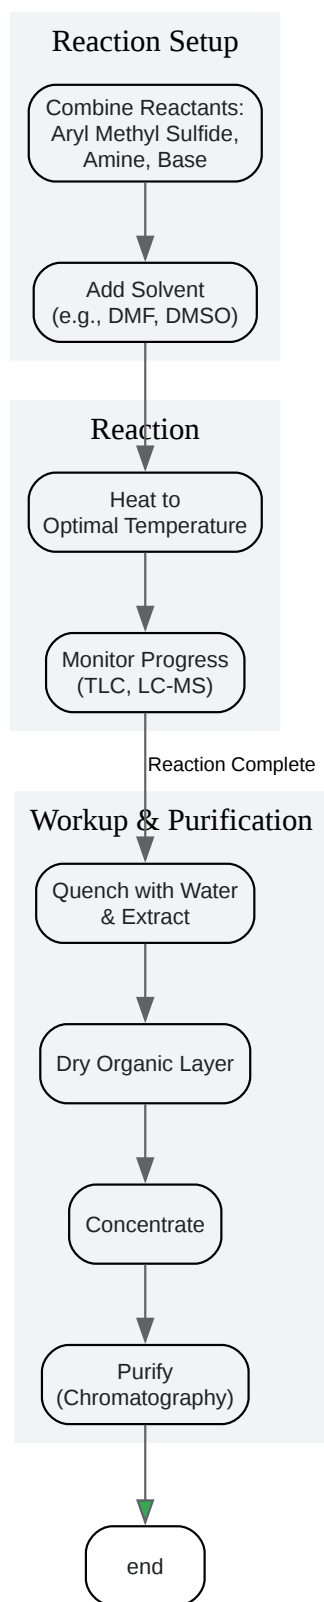 Reaction Setup
Combine Reactants:
Aryl Methyl Sulfide,
Amine, Base
Add Solvent
(e.g., DMF, DMSO)
Reaction
Heat to
Optimal Temperature
Monitor Progress
(TLC, LC-MS)
Reaction Complete
Workup & Purification
Quench with Water
& Extract
Dry Organic Layer
Concentrate
Purify
(Chromatography)
end